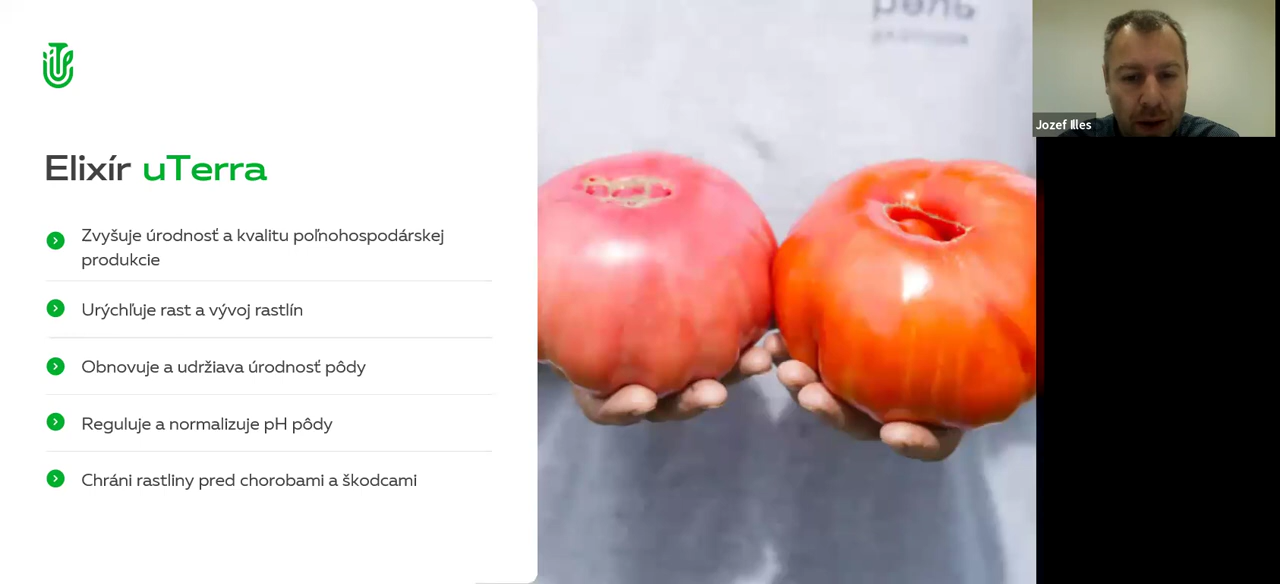 Elixír uTerra
Zvyšuje úrodnosť a kvalitu poľnohospodárskej
produkcie
Urýchľuje rast a vývoj rastlín
Obnovuje a udržiava úrodnosť pôdy
Reguluje a normalizuje pH pôdy
Chráni rastliny pred chorobami a škodcami
Jozef Illes